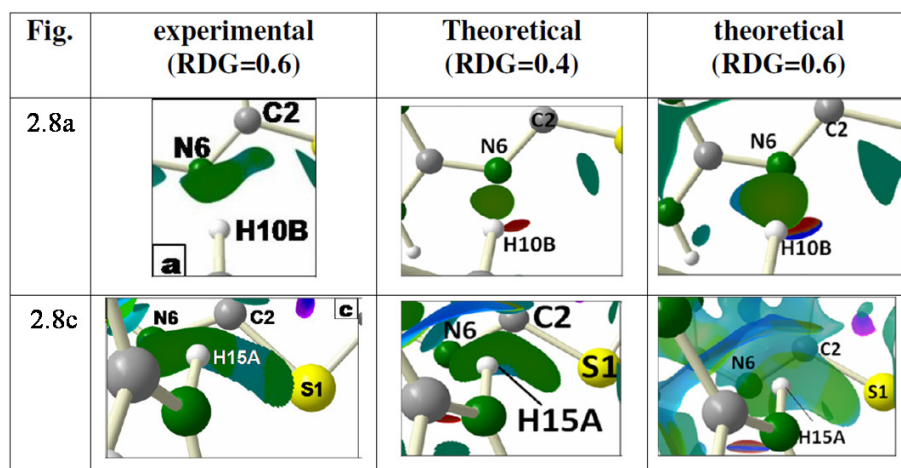 Fig. experimental (RDG=0.6) Theoretical (RDG=0.4) theoretical (RDG=0.6)
2.8a
C2
N6
H10B
a
C2
N6
H10B
N6
C2
H10B
2.8c
c
N6
C2
H15A
S1
N6
C2
S1
H15A
N6
C2
S1
H15A